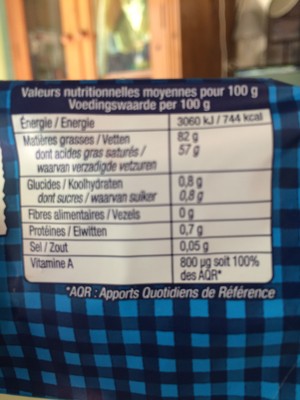 Valeurs nutritionnelles moyennes pour 100 g
Voedingswaarde per 100 g
Énergie / Energie 3060 kJ / 744 kcal
Matières grasses / Vetten 82 g
dont acides gras saturés / 57 g
waarvan verzadigde vetzuren
Glucides / Koolhydraten 0,8 g
dont sucres / waarvan suiker 0,8 g
Fibres alimentaires / Vezels 0 g
Protéines / Eiwitten 0,7 g
Sel / Zout 0,05 g
Vitamine A 800 µg soit 100%
des AQR*
*AQR : Apports Quotidiens de Référence